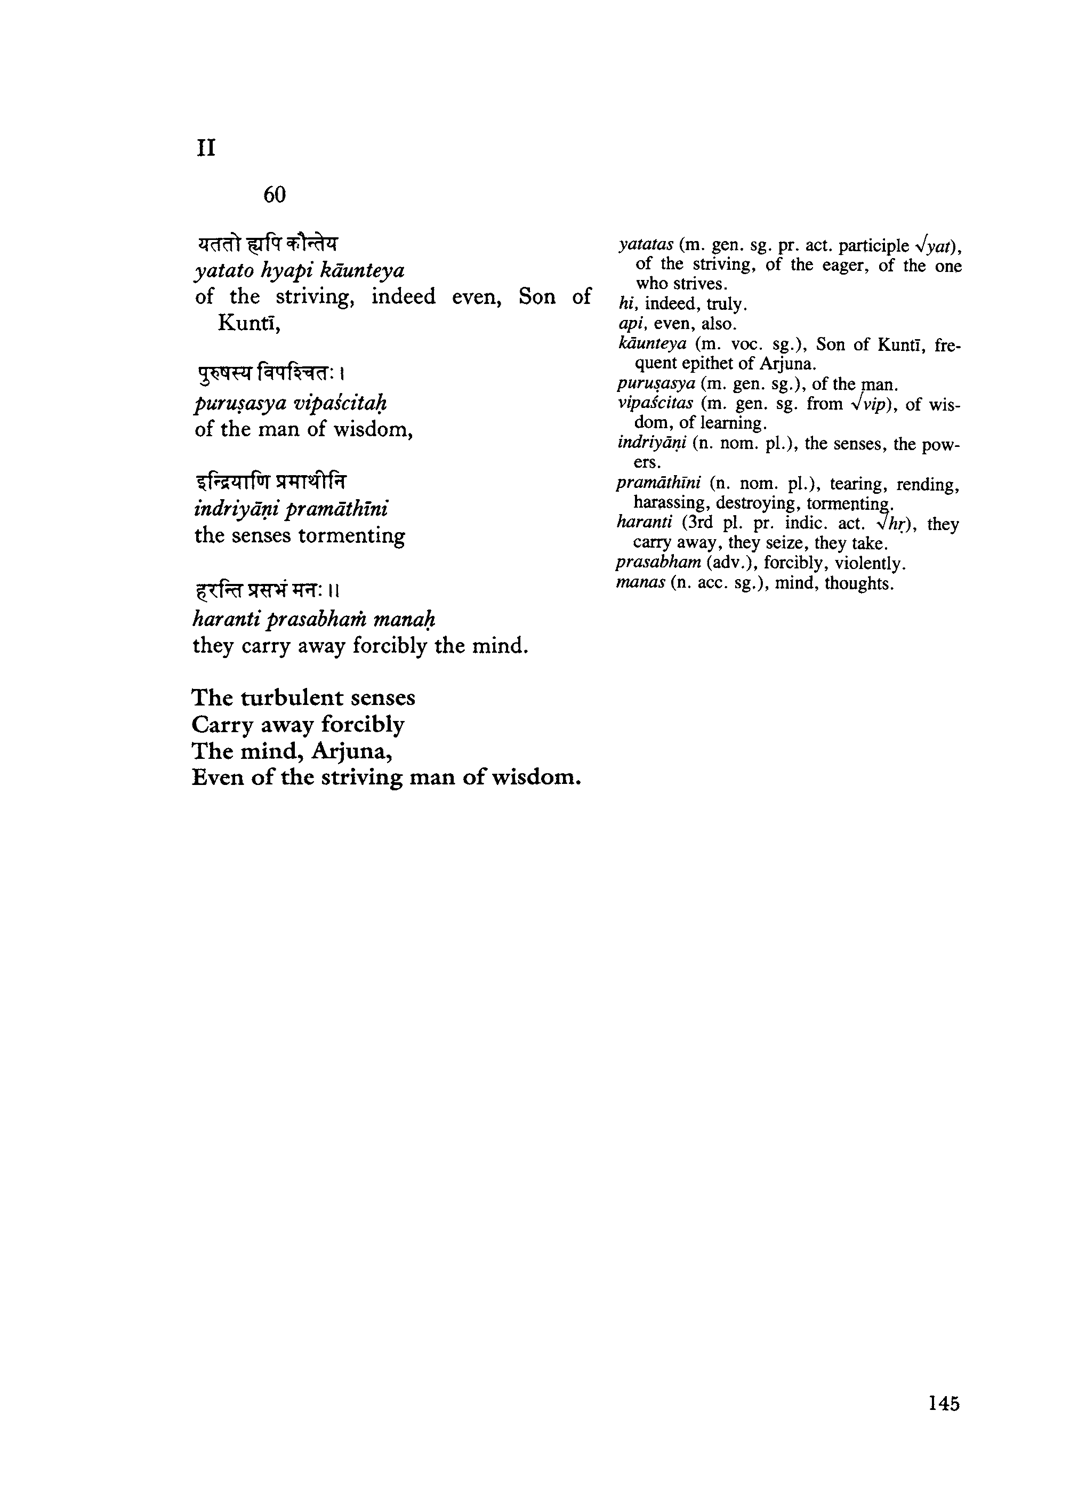 II
60
यततो ह्यपि कौन्तेय
yatato hyapi kāunteya
of the striving, indeed even, Son of
Kuntī,
पुरुषस्य विपश्चितः ।
puruṣasya vipaścitaḥ
of the man of wisdom,
इन्द्रियाणि प्रमाथीनि
indriyāṇi pramāthīni
the senses tormenting
हरन्ति प्रसभं मनः ॥
haranti prasabhaṁ manaḥ
they carry away forcibly the mind.
The turbulent senses
Carry away forcibly
The mind, Arjuna,
Even of the striving man of wisdom.
yatatas (m. gen. sg. pr. act. participle √yat),
of the striving, of the eager, of the one
who strives.
hi, indeed, truly.
api, even, also.
kāunteya (m. voc. sg.), Son of Kuntī, fre-
quent epithet of Arjuna.
puruṣasya (m. gen. sg.), of the man.
vipaścitas (m. gen. sg. from √vip), of wis-
dom, of learning.
indriyāṇi (n. nom. pl.), the senses, the pow-
ers.
pramāthīni (n. nom. pl.), tearing, rending,
harassing, destroying, tormenting.
haranti (3rd pl. pr. indic. act. √hṛ), they
carry away, they seize, they take.
prasabham (adv.), forcibly, violently.
manas (n. acc. sg.), mind, thoughts.
145